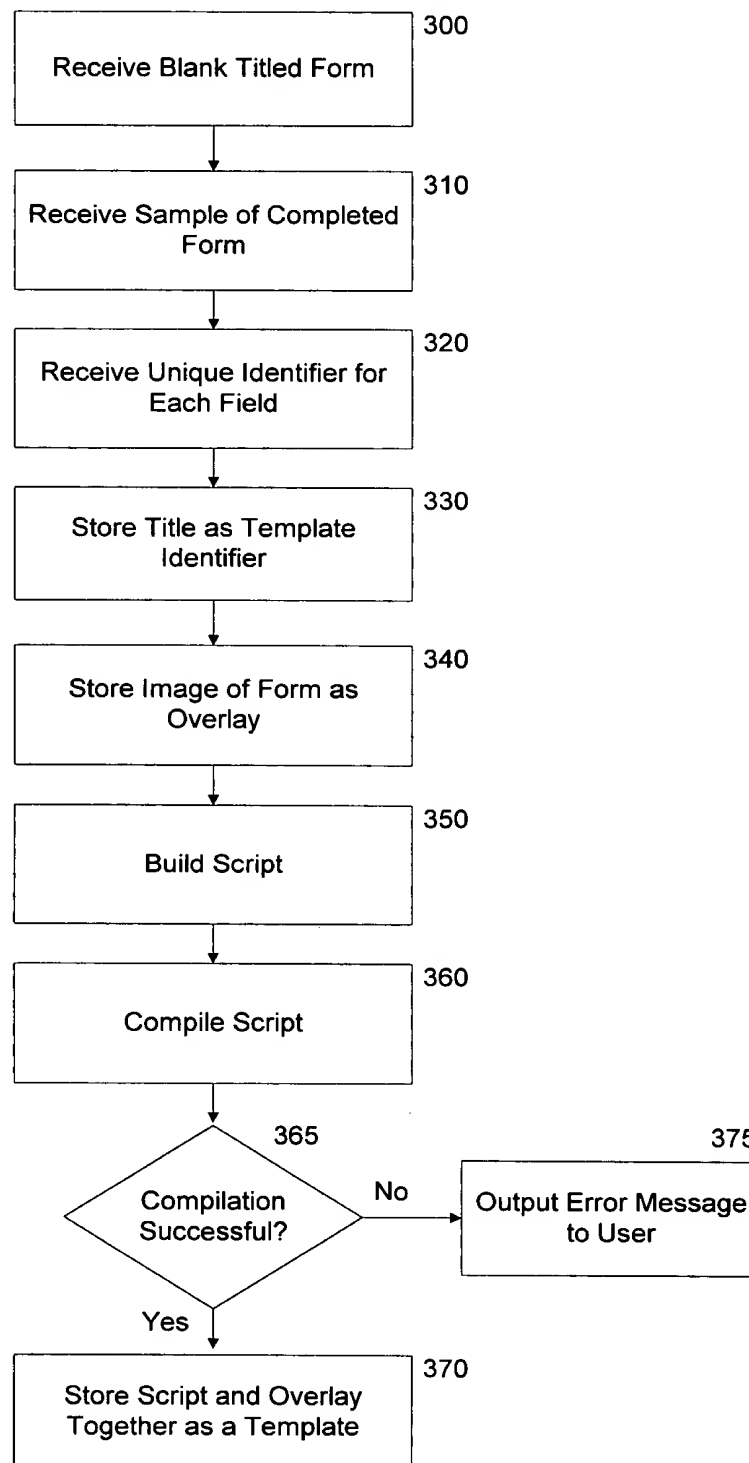 300
Receive Blank Titled Form
310
Receive Sample of Completed
Form
320
Receive Unique Identifier for
Each Field
330
Store Title as Template
Identifier
340
Store Image of Form as
Overlay
350
Build Script
360
Compile Script
365
Compilation
Successful?
No
375
Output Error Message
to User
Yes
370
Store Script and Overlay
Together as a Template